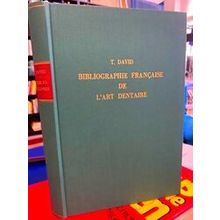 T. DAVID
BIBLIOGRAPHIE FRANÇAISE
DE
L'ART DENTAIRE